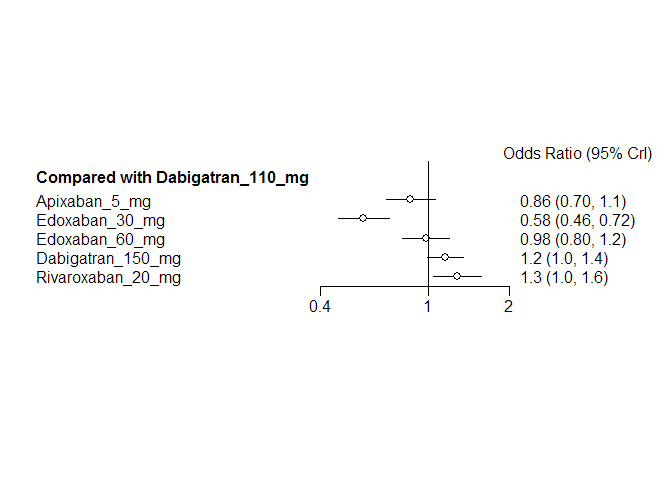 Odds Ratio (95% CrI)
Compared with Dabigatran_110_mg
Apixaban_5_mg 0.86 (0.70, 1.1)
Edoxaban_30_mg 0.58 (0.46, 0.72)
Edoxaban_60_mg 0.98 (0.80, 1.2)
Dabigatran_150_mg 1.2 (1.0, 1.4)
Rivaroxaban_20_mg 1.3 (1.0, 1.6)
0.4 1 2